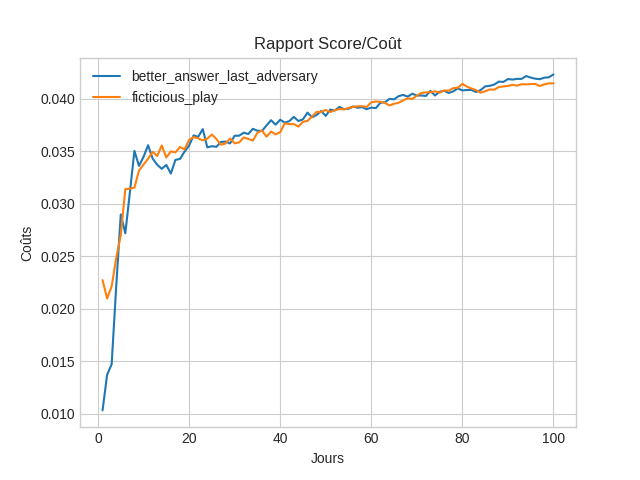 Rapport Score/Coût
better_answer_last_adversary
ficticious_play
0.040
0.035
0.030
0.025
0.020
0.015
0.010
Coûts
0 20 40 60 80 100
Jours